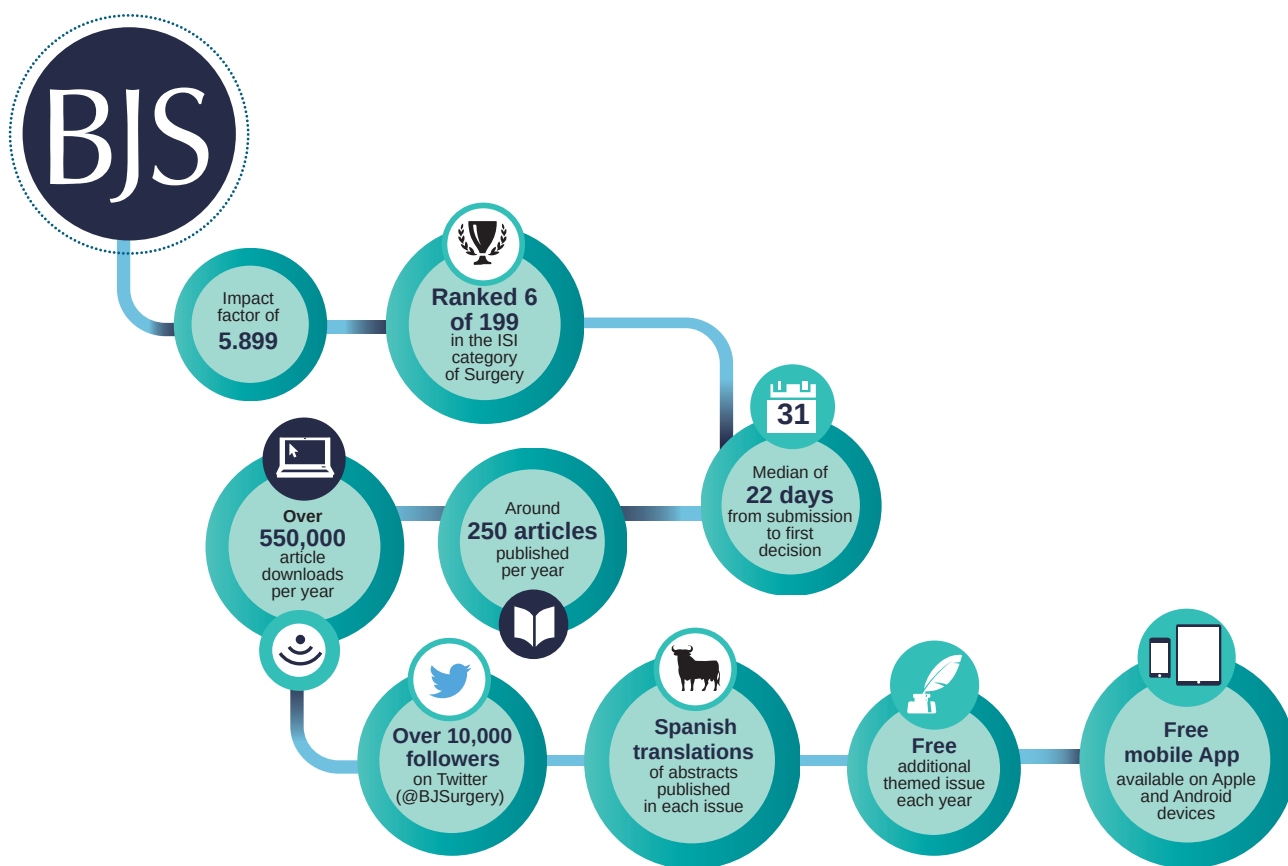 BJS
Impact
factor of
5.899
Ranked 6
of 199
in the ISI
category
of Surgery
31
Median of
22 days
from submission
to first
decision
Around
250 articles
published
per year
Over
550,000
article
downloads
per year
Over 10,000
followers
on Twitter
(@BJSurgery)
Spanish
translations
of abstracts
published
in each issue
Free
additional
themed issue
each year
Free
mobile App
available on Apple
and Android
devices